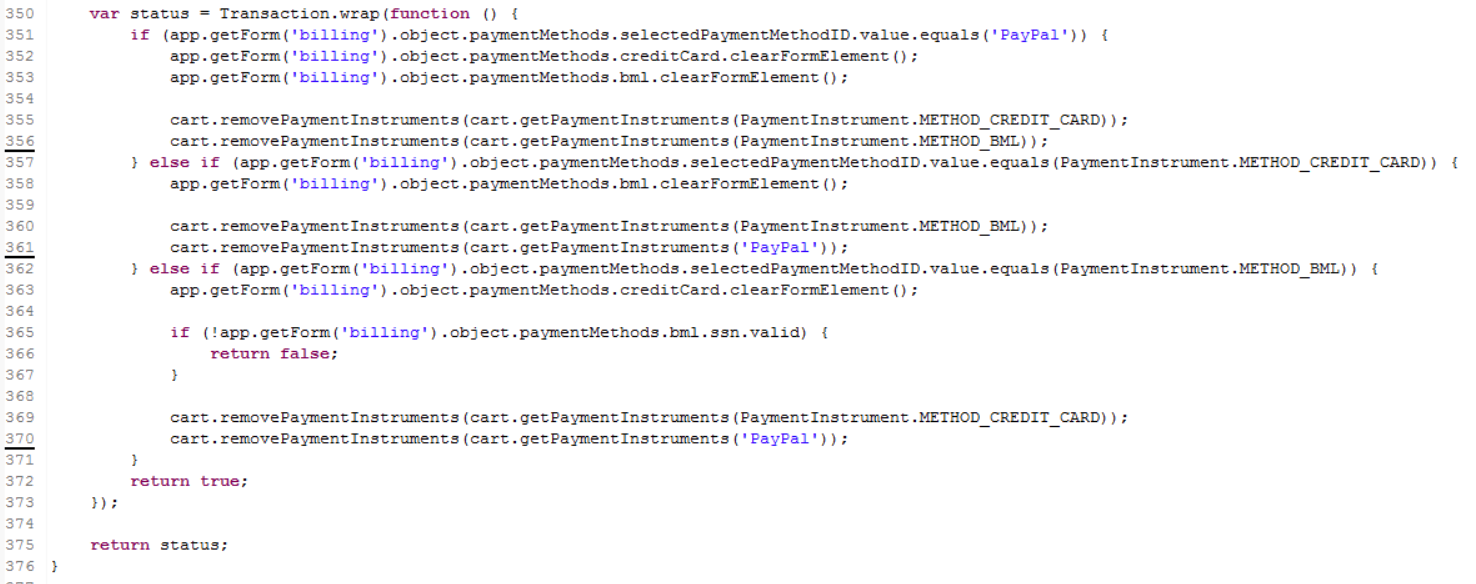 350 var status = Transaction.wrap(function () {
351 if (app.getForm('billing').object.paymentMethods.selectedPaymentMethodID.value.equals('PayPal')) {
352 app.getForm('billing').object.paymentMethods.creditCard.clearFormElement();
353 app.getForm('billing').object.paymentMethods.bml.clearFormElement();
354
355 cart.removePaymentInstruments(cart.getPaymentInstruments(PaymentInstrument.METHOD_CREDIT_CARD));
356 cart.removePaymentInstruments(cart.getPaymentInstruments(PaymentInstrument.METHOD_BML));
357 } else if (app.getForm('billing').object.paymentMethods.selectedPaymentMethodID.value.equals(PaymentInstrument.METHOD_CREDIT_CARD)) {
358 app.getForm('billing').object.paymentMethods.bml.clearFormElement();
359
360 cart.removePaymentInstruments(cart.getPaymentInstruments(PaymentInstrument.METHOD_BML));
361 cart.removePaymentInstruments(cart.getPaymentInstruments('PayPal'));
362 } else if (app.getForm('billing').object.paymentMethods.selectedPaymentMethodID.value.equals(PaymentInstrument.METHOD_BML)) {
363 app.getForm('billing').object.paymentMethods.creditCard.clearFormElement();
364
365 if (!app.getForm('billing').object.paymentMethods.bml.ssn.valid) {
366 return false;
367 }
368
369 cart.removePaymentInstruments(cart.getPaymentInstruments(PaymentInstrument.METHOD_CREDIT_CARD));
370 cart.removePaymentInstruments(cart.getPaymentInstruments('PayPal'));
371 }
372 return true;
373 });
374
375 return status;
376 }